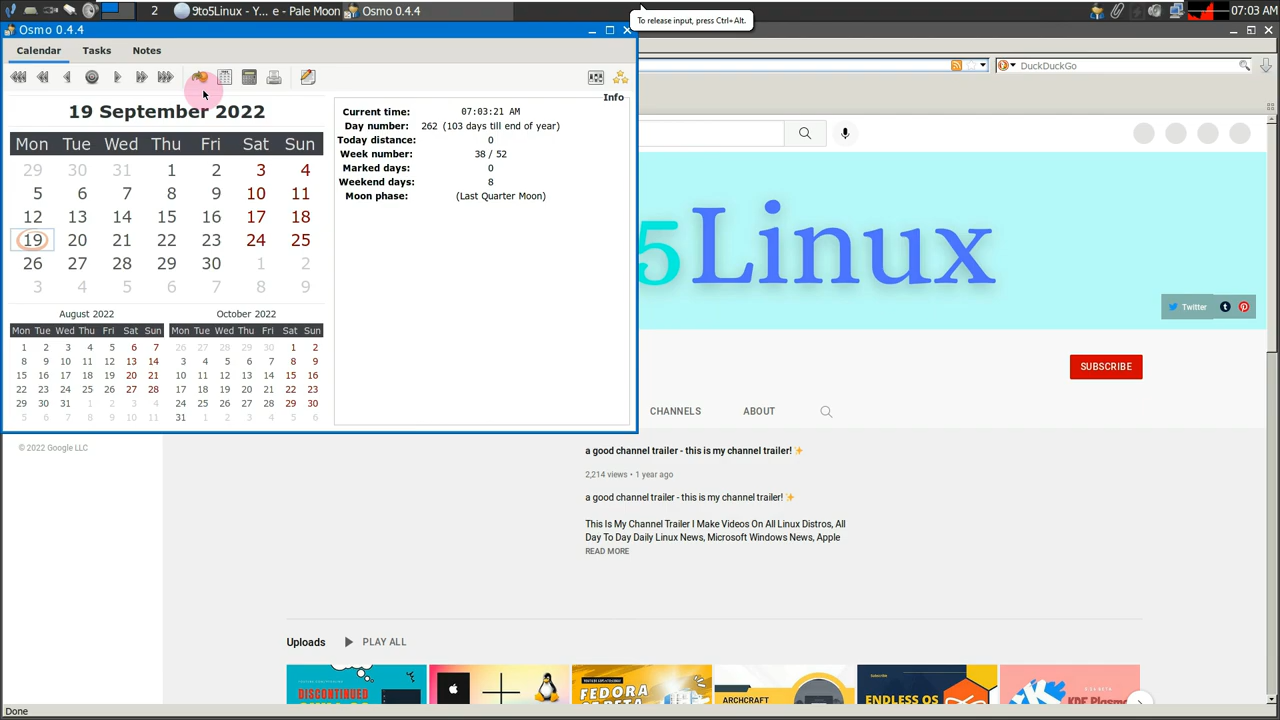 2
9to5Linux - Y... e - Pale Moon
Osmo 0.4.4
To release input, press Ctrl+Alt.
07:03 AM
Osmo 0.4.4
Calendar
Tasks
Notes
DuckDuckGo
19 September 2022
Mon Tue Wed Thu Fri Sat Sun
29 30 31 1 2 3 4
5 6 7 8 9 10 11
12 13 14 15 16 17 18
19 20 21 22 23 24 25
26 27 28 29 30 1 2
3 4 5 6 7 8 9
August 2022
Mon Tue Wed Thu Fri Sat Sun
1 2 3 4 5 6 7
8 9 10 11 12 13 14
15 16 17 18 19 20 21
22 23 24 25 26 27 28
29 30 31 1 2 3 4
5 6 7 8 9 10 11
October 2022
Mon Tue Wed Thu Fri Sat Sun
26 27 28 29 30 1 2
3 4 5 6 7 8 9
10 11 12 13 14 15 16
17 18 19 20 21 22 23
24 25 26 27 28 29 30
31 1 2 3 4 5 6
Info
Current time: 07:03:21 AM
Day number: 262 (103 days till end of year)
Today distance: 0
Week number: 38 / 52
Marked days: 0
Weekend days: 8
Moon phase: (Last Quarter Moon)
5Linux
Twitter
SUBSCRIBE
CHANNELS
ABOUT
© 2022 Google LLC
a good channel trailer - this is my channel trailer! ✨
2,214 views • 1 year ago
a good channel trailer - this is my channel trailer! ✨
This Is My Channel Trailer I Make Videos On All Linux Distros, All
Day To Day Daily Linux News, Microsoft Windows News, Apple
READ MORE
Uploads
PLAY ALL
DISCONTINUED
FEDORA
ARCHCRAFT
ENDLESS OS
KDE Plasma
Done